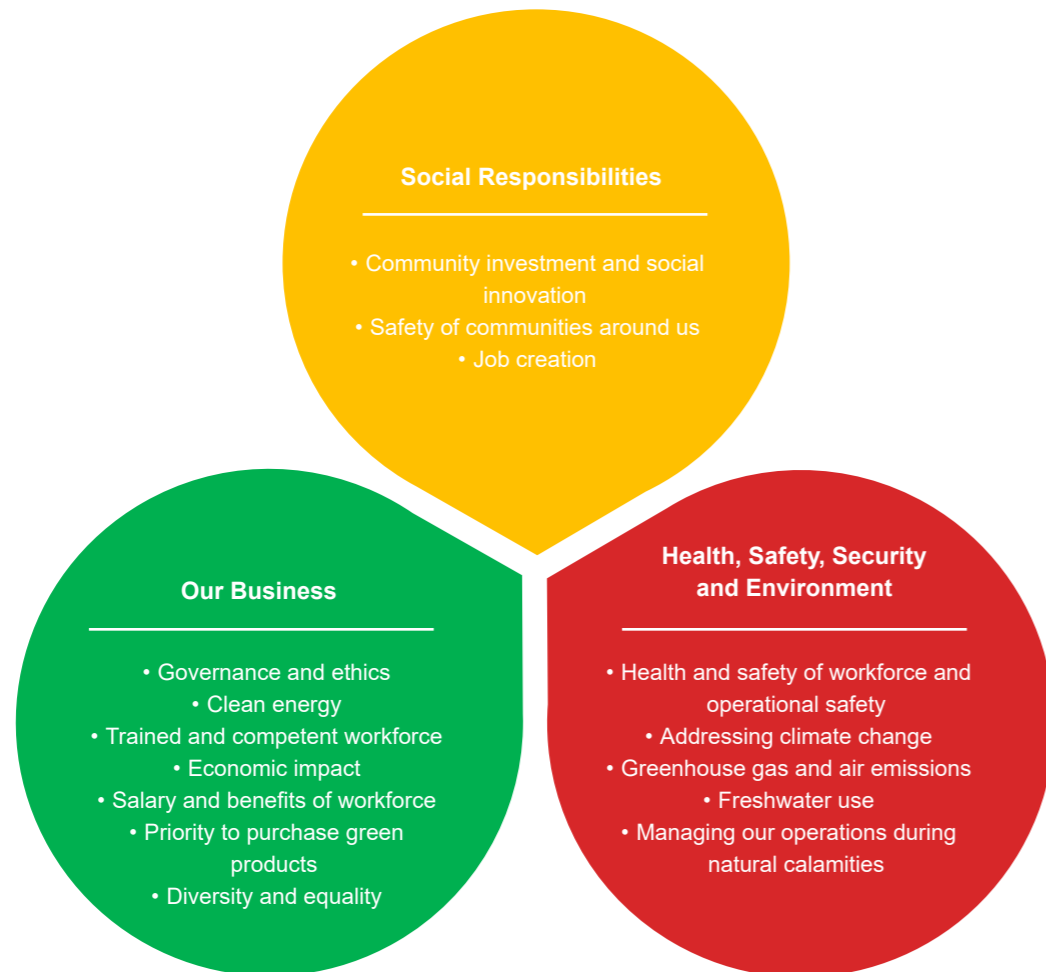 Social Responsibilities
• Community investment and social
innovation
• Safety of communities around us
• Job creation
Our Business
• Governance and ethics
• Clean energy
• Trained and competent workforce
• Economic impact
• Salary and benefits of workforce
• Priority to purchase green
products
• Diversity and equality
Health, Safety, Security
and Environment
• Health and safety of workforce and
operational safety
• Addressing climate change
• Greenhouse gas and air emissions
• Freshwater use
• Managing our operations during
natural calamities